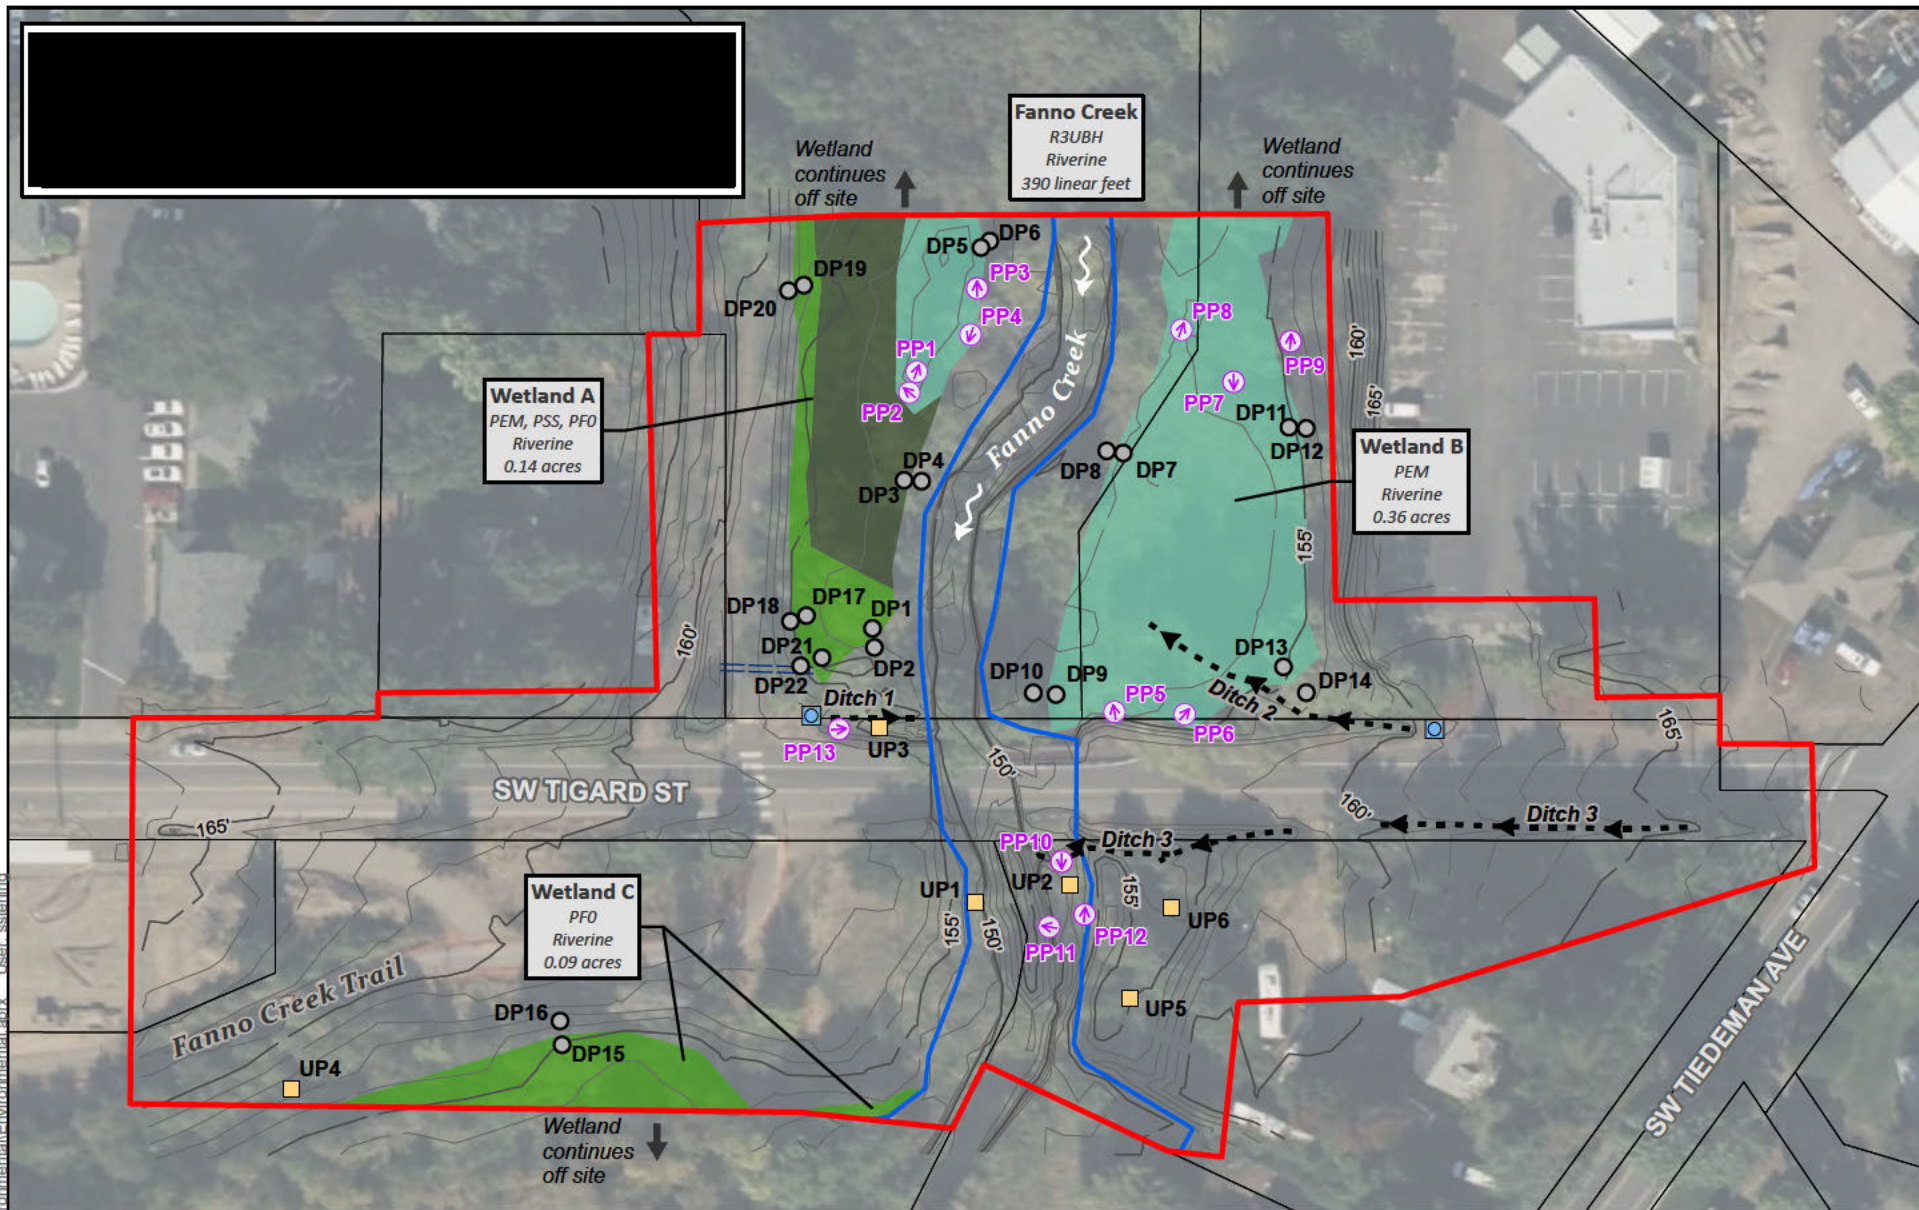 Fanno Creek
R3UBH
Riverine
390 linear feet
Wetland
continues
off site
Wetland
continues
off site
DP5
DP6
PP3
DP19
DP20
PP4
PP8
PP1
PP9
160'
Fanno Creek
Wetland A
PEM, PSS, PF0
Riverine
0.14 acres
PP2
PP7
165'
DP11
DP12
Wetland B
PEM
Riverine
0.36 acres
DP4
DP3
DP8
DP7
155'
DP18
DP17
DP1
160'
DP21
DP2
DP22
DP10
DP9
DP13
DP14
Ditch 1
PP5
Ditch 2
PP13
UP3
PP6
165'
150'
SW TIGARD ST
160'
Ditch 3
165'
PP10
Ditch 3
UP1
UP2
155'
UP6
Wetland C
PF0
Riverine
0.09 acres
155'
150'
PP11
PP12
Fanno Creek Trail
UP5
DP16
DP15
UP4
SW TIEDEMAN AVE
Wetland
continues
off site